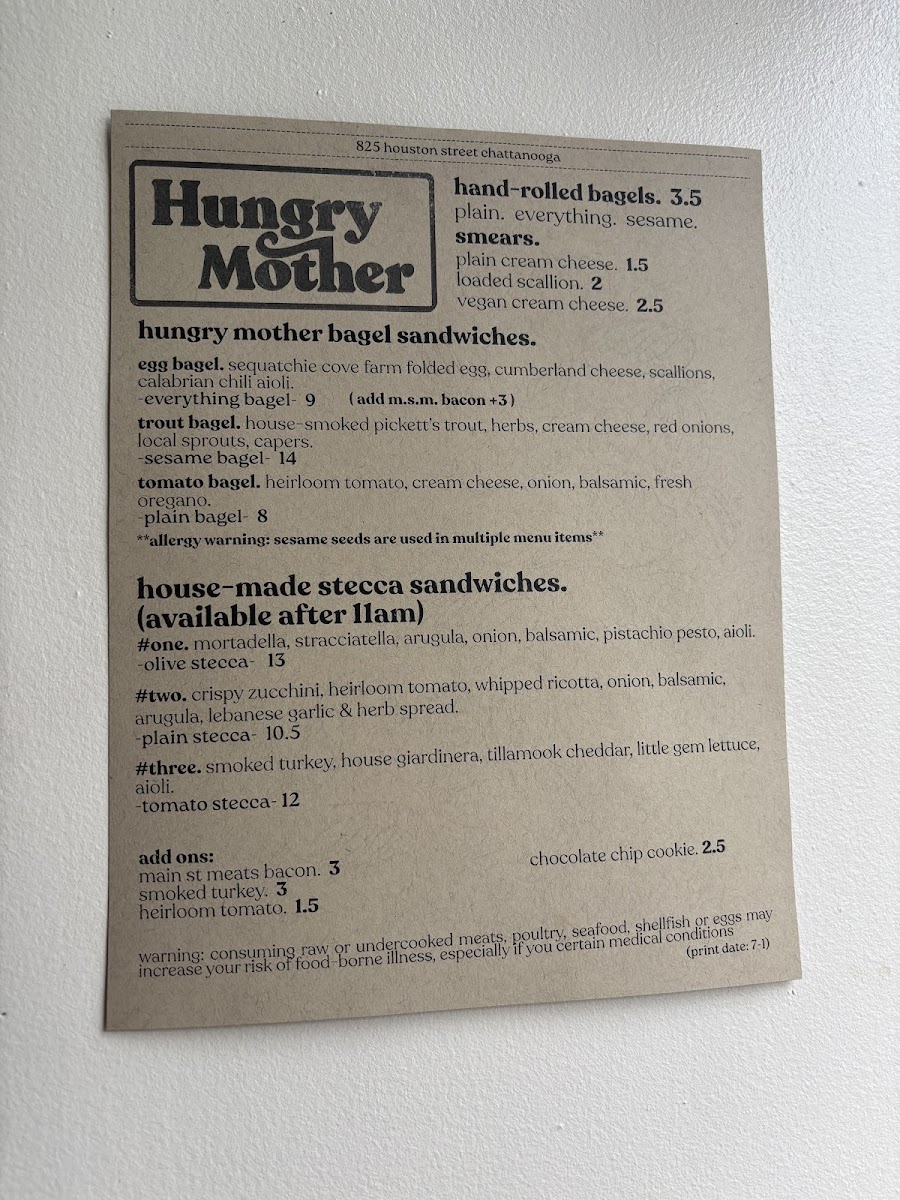 825 houston street chattanooga
Hungry
Mother
hand-rolled bagels. 3.5
plain. everything. sesame.
smears.
plain cream cheese. 1.5
loaded scallion. 2
vegan cream cheese. 2.5
hungry mother bagel sandwiches.
egg bagel. sequatchie cove farm folded egg, cumberland cheese, scallions,
calabrian chili aioli.
-everything bagel- 9 ( add m.s.m. bacon +3 )
trout bagel. house-smoked pickett's trout, herbs, cream cheese, red onions,
local sprouts, capers.
-sesame bagel- 14
tomato bagel. heirloom tomato, cream cheese, onion, balsamic, fresh
oregano.
-plain bagel- 8
**allergy warning: sesame seeds are used in multiple menu items**
house-made stecca sandwiches.
(available after 11am)
#one. mortadella, stracciatella, arugula, onion, balsamic, pistachio pesto, aioli.
-olive stecca- 13
#two. crispy zucchini, heirloom tomato, whipped ricotta, onion, balsamic,
arugula, lebanese garlic & herb spread.
-plain stecca- 10.5
#three. smoked turkey, house giardinera, tillamook cheddar, little gem lettuce,
aioli.
-tomato stecca- 12
add ons:
main st meats bacon. 3
smoked turkey. 3
heirloom tomato. 1.5
chocolate chip cookie. 2.5
warning: consuming raw or undercooked meats, poultry, seafood, shellfish or eggs may
increase your risk of food-borne illness, especially if you certain medical conditions
(print date: 7-1)